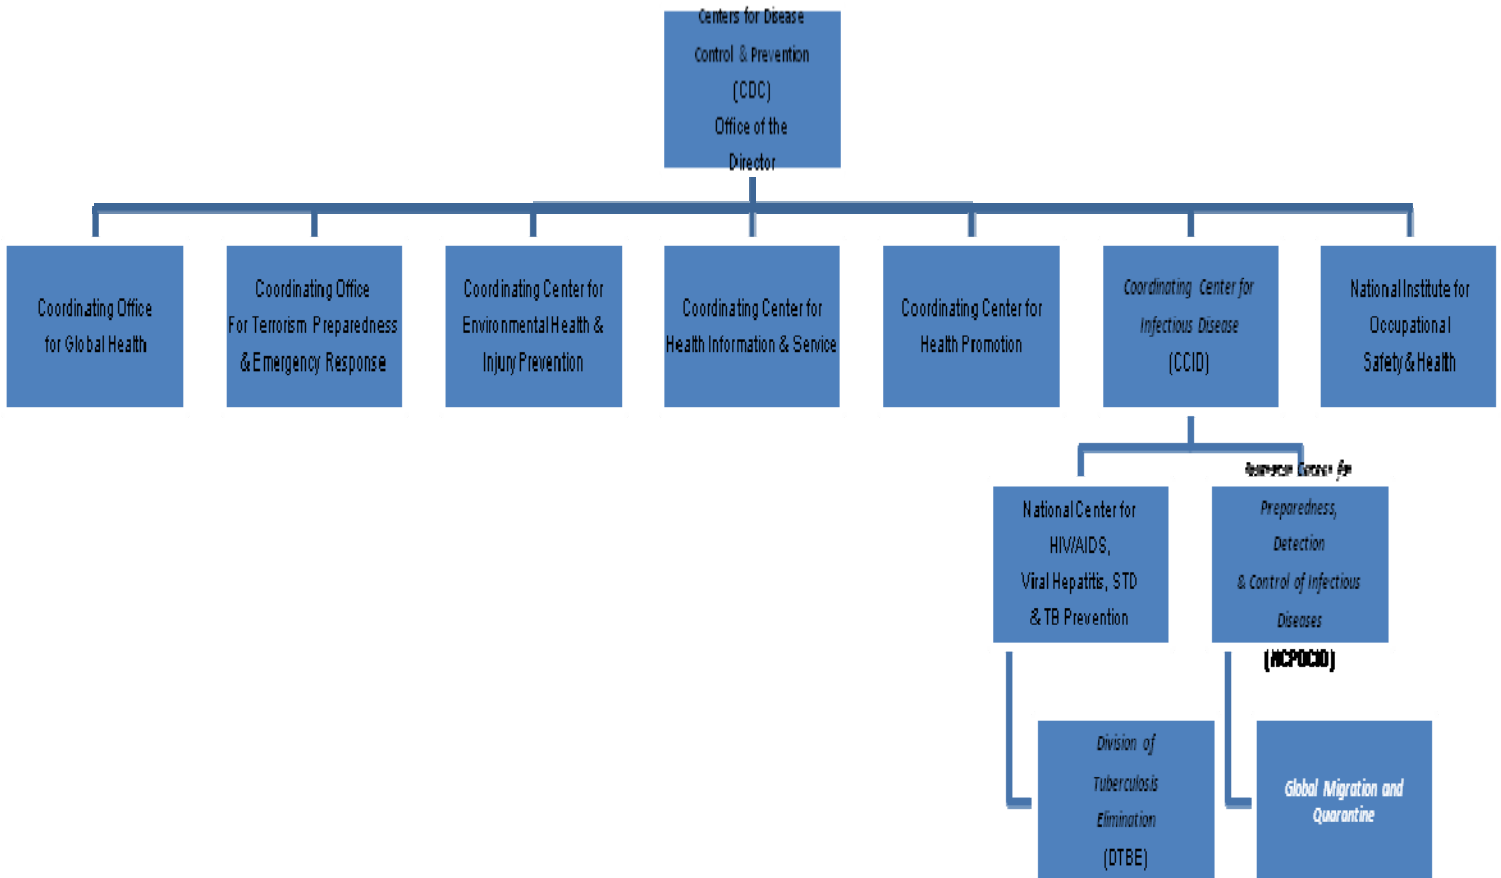 Centers for Disease
Control & Prevention
(CDC)
Office of the
Director
Coordinating Office
for Global Health
Coordinating Office
For Terrorism Preparedness
& Emergency Response
Coordinating Center for
Environmental Health &
Injury Prevention
Coordinating Center for
Health Information & Service
Coordinating Center for
Health Promotion
Coordinating Center for
Infectious Disease
(CCID)
National Institute for
Occupational
Safety & Health
National Center for
HIV/AIDS,
Viral Hepatitis, STD
& TB Prevention
Center for
Preparedness,
Detection
& Control of Infectious
Diseases
(NCPDCID)
Division of
Tuberculosis
Elimination
(DTBE)
Global Migration and
Quarantine